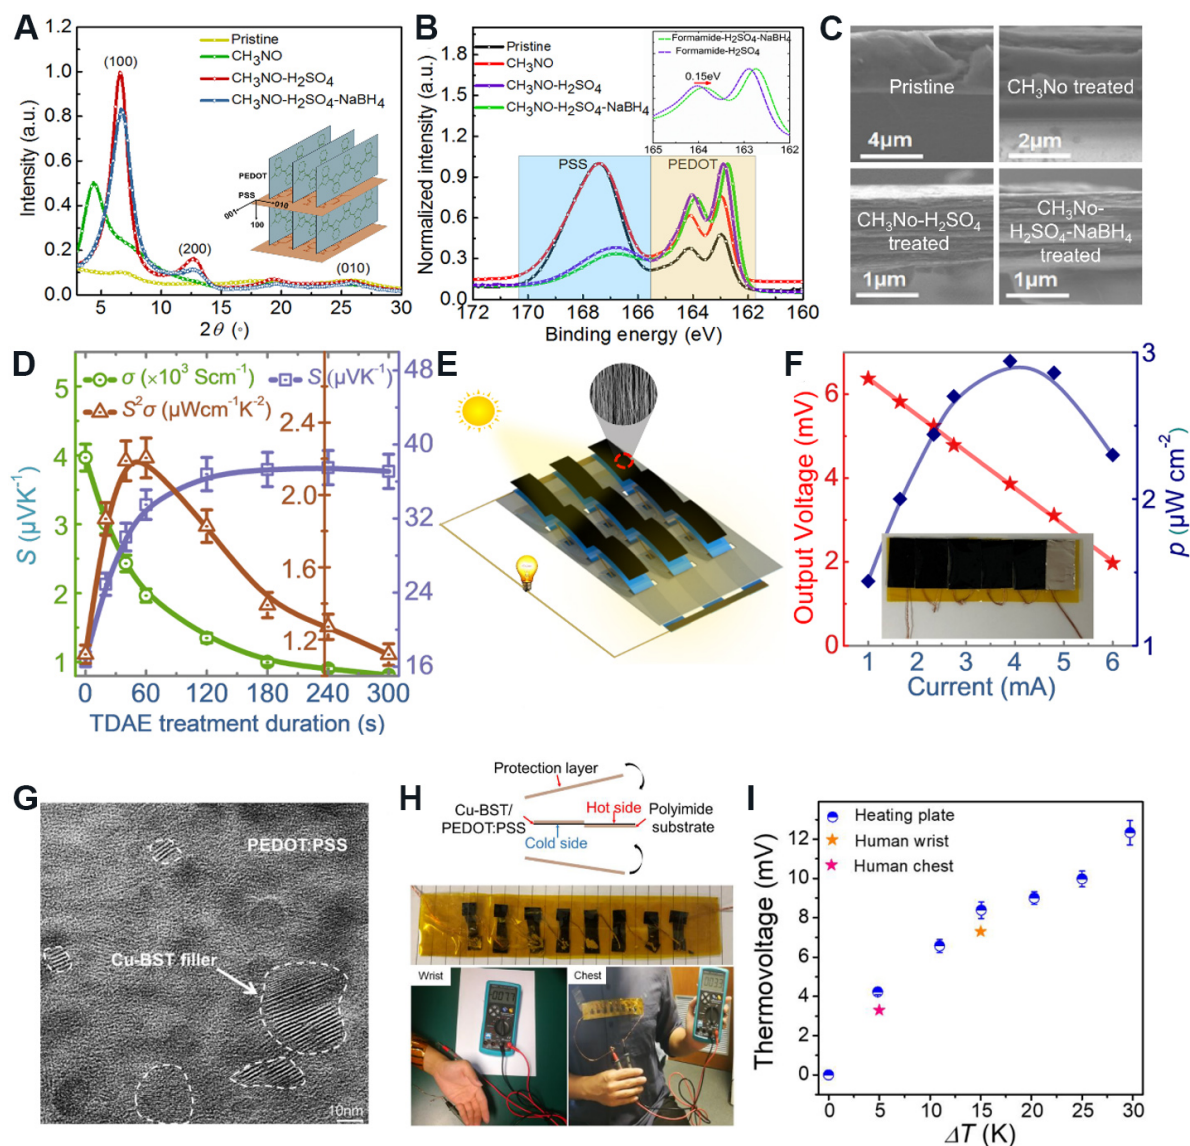 A
1.2
1.0
0.8
0.6
0.4
0.2
0.0
Intensity (a.u.)
Pristine
CH₃NO
CH₃NO-H₂SO₄
CH₃NO-H₂SO₄-NaBH₄
(100)
(200)
(010)
PEDOT
PSS
001
010
100
5 10 15 20 25 30
2θ (°)
B
1.8
1.5
1.2
0.9
0.6
0.3
0.0
Normalized intensity (a.u.)
Pristine
CH₃NO
CH₃NO-H₂SO₄
CH₃NO-H₂SO₄-NaBH₄
Formamide-H₂SO₄-NaBH₄
Formamide-H₂SO₄
0.15eV
165 164 163 162
PSS
PEDOT
172 170 168 166 164 162 160
Binding energy (eV)
C
Pristine
4μm
CH₃No treated
2μm
CH₃No-H₂SO₄
treated
1μm
CH₃No-
H₂SO₄-NaBH₄
treated
1μm
D
S (μVK⁻¹)
5
4
3
2
1
σ (×10³ Scm⁻¹)
S (μVK⁻¹)
S²σ (μWcm⁻¹K⁻²)
2.4
2.2
2.1
1.6
1.2
48
40
32
24
16
0 60 120 180 240 300
TDAE treatment duration (s)
E
F
Output Voltage (mV)
6
4
2
0
3
2
1
p (μW cm⁻²)
1 2 3 4 5 6
Current (mA)
G
PEDOT:PSS
Cu-BST filler
10nm
H
Protection layer
Cu-BST/
PEDOT:PSS
Hot side
Polyimide
substrate
Cold side
Wrist
Chest
I
Heating plate
Human wrist
Human chest
12
10
8
6
4
2
0
Thermovoltage (mV)
0 5 10 15 20 25 30
ΔT (K)